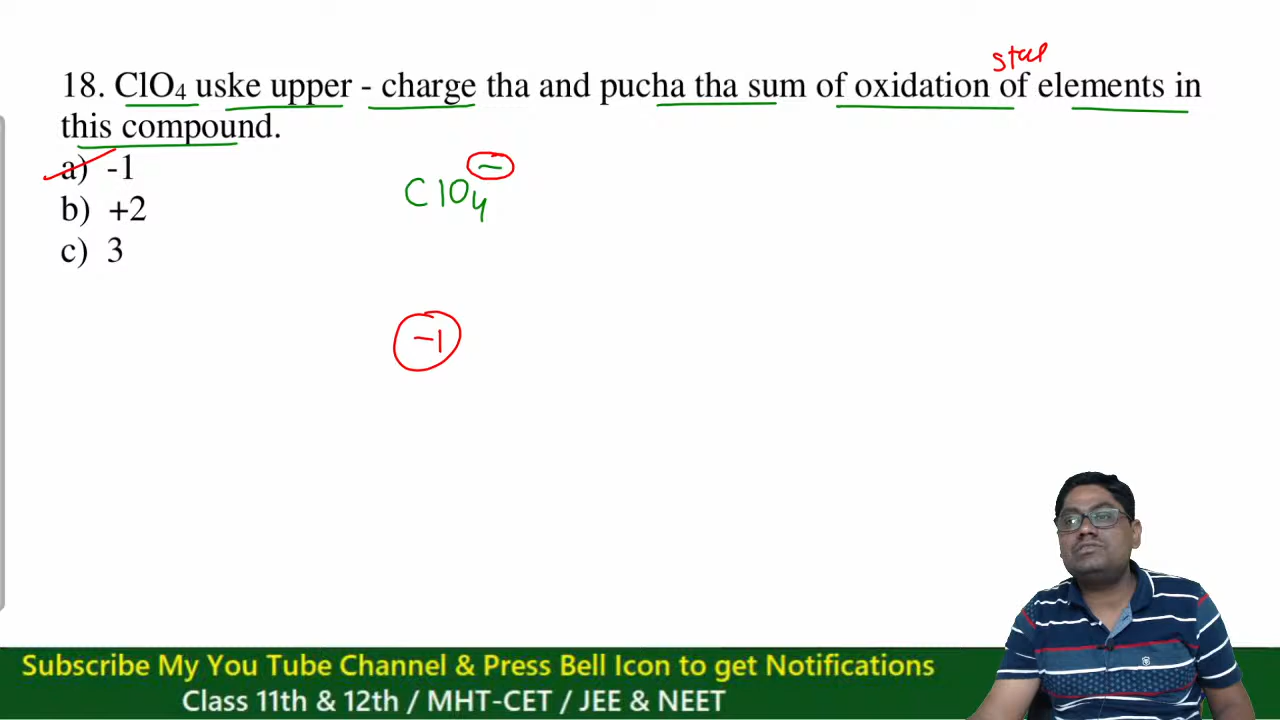 18. ClO₄ uske upper - charge tha and pucha tha sum of oxidation of elements in
this compound.
a) -1
b) +2
c) 3
ClO₄⁻
-1
Subscribe My You Tube Channel & Press Bell Icon to get Notifications
Class 11th & 12th / MHT-CET / JEE & NEET